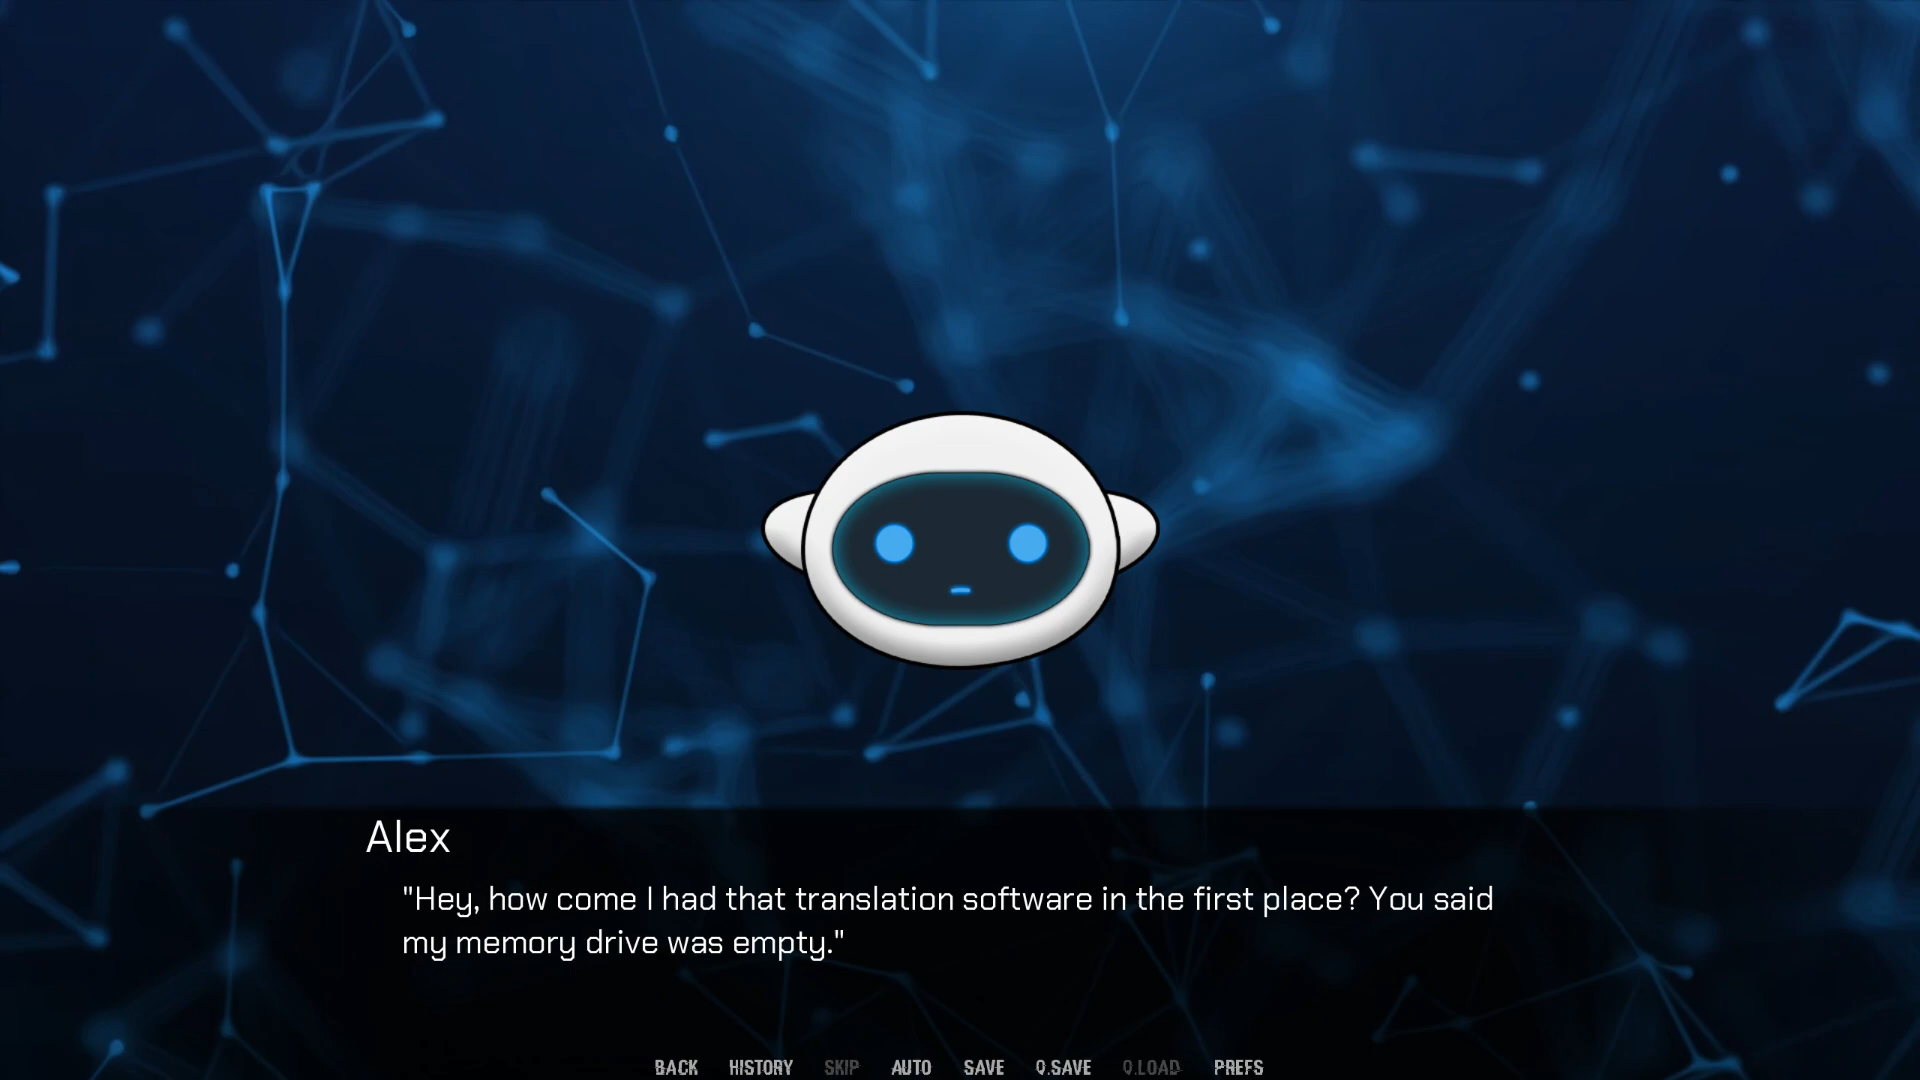 Alex
"Hey, how come I had that translation software in the first place? You said
my memory drive was empty."
BACK HISTORY SKIP AUTO SAVE Q.SAVE Q.LOAD PREFS